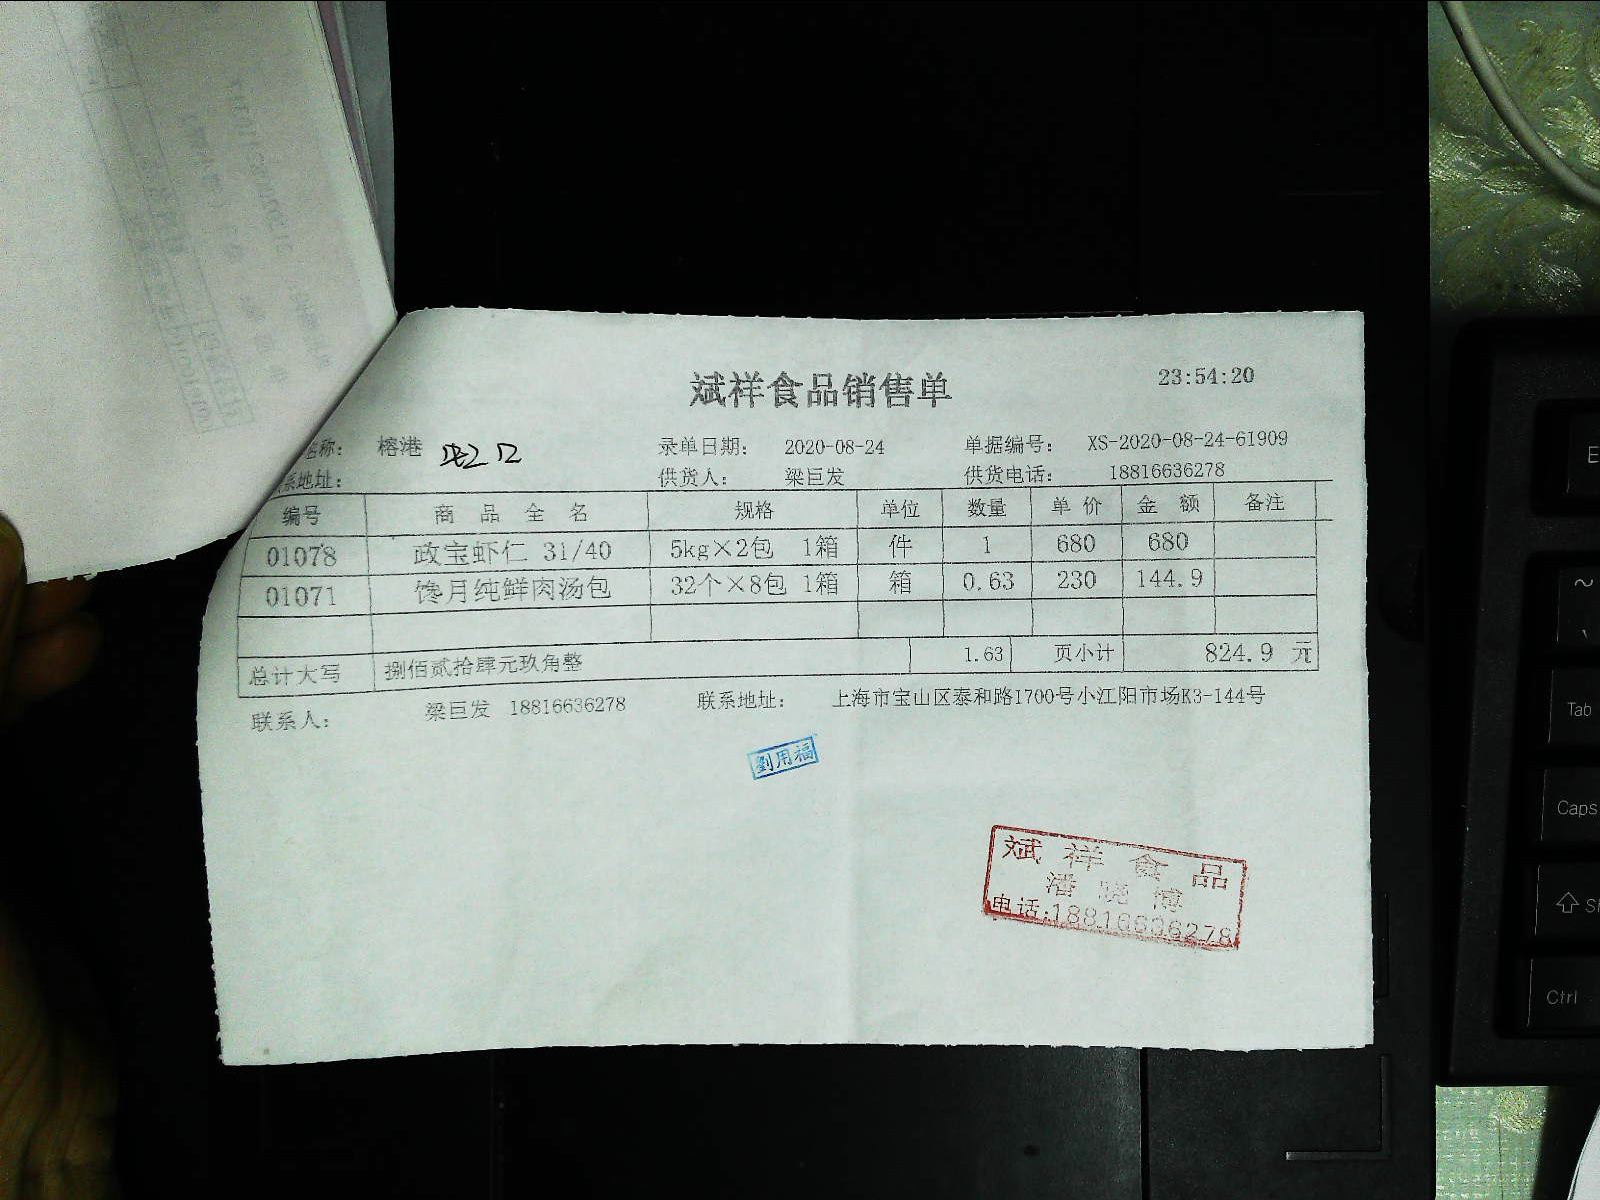 斌祥食品销售单 23:54:20
名称： 榕港 录单日期： 2020-08-24 单据编号： XS-2020-08-24-61909
系地址： 供货人： 梁巨发 供货电话： 18816636278
编号 商 品 全 名 规格 单位 数量 单 价 金 额 备注
01078 政宝虾仁 31/40 5kg×2包 1箱 件 1 680 680
01071 馋月纯鲜肉汤包 32个×8包 1箱 箱 0.63 230 144.9
总计大写 捌佰贰拾肆元玖角整 1.63 页小计 824.9 元
联系人： 梁巨发 18816636278 联系地址： 上海市宝山区泰和路1700号小江阳市场K3-144号
劉用福
斌 祥 食 品
潘 晓 博
电话:18816636278
E
~
Tab
Caps
Ctrl